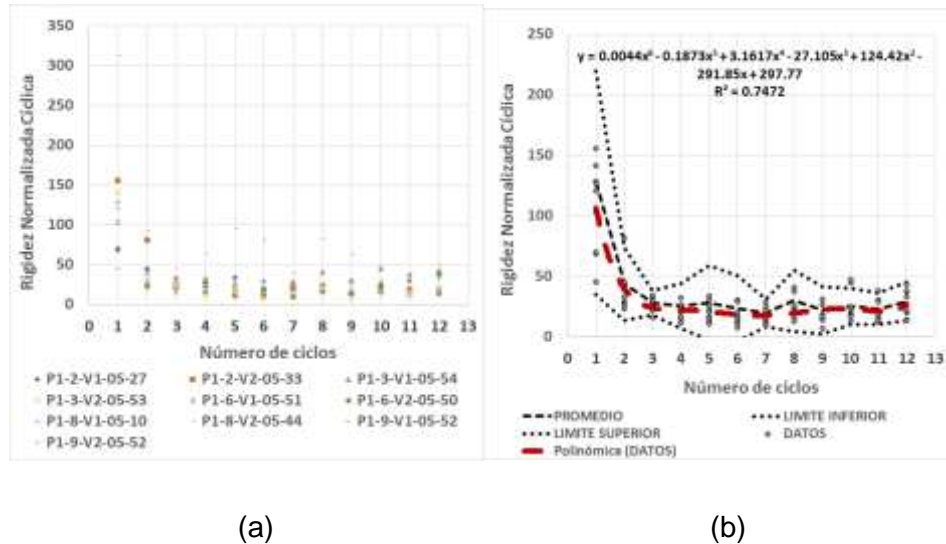 350
300
250
200
150
100
50
0
Rigidez Normalizada Cíclica
0 1 2 3 4 5 6 7 8 9 10 11 12 13
Número de ciclos
P1-2-V1-05-27 P1-2-V2-05-33 P1-3-V1-05-54
P1-3-V2-05-53 P1-6-V1-05-51 P1-6-V2-05-50
P1-8-V1-05-10 P1-8-V2-05-44 P1-9-V1-05-52
P1-9-V2-05-52
(a)
250
200
150
100
50
0
Rigidez Normalizada Cíclica
y = 0.0044x⁶ - 0.1873x⁵ + 3.1617x⁴ - 27.105x³ + 124.42x² -
291.85x + 297.77
R² = 0.7472
0 1 2 3 4 5 6 7 8 9 10 11 12 13
Número de ciclos
PROMEDIO LIMITE INFERIOR
LIMITE SUPERIOR DATOS
Polinómica (DATOS)
(b)